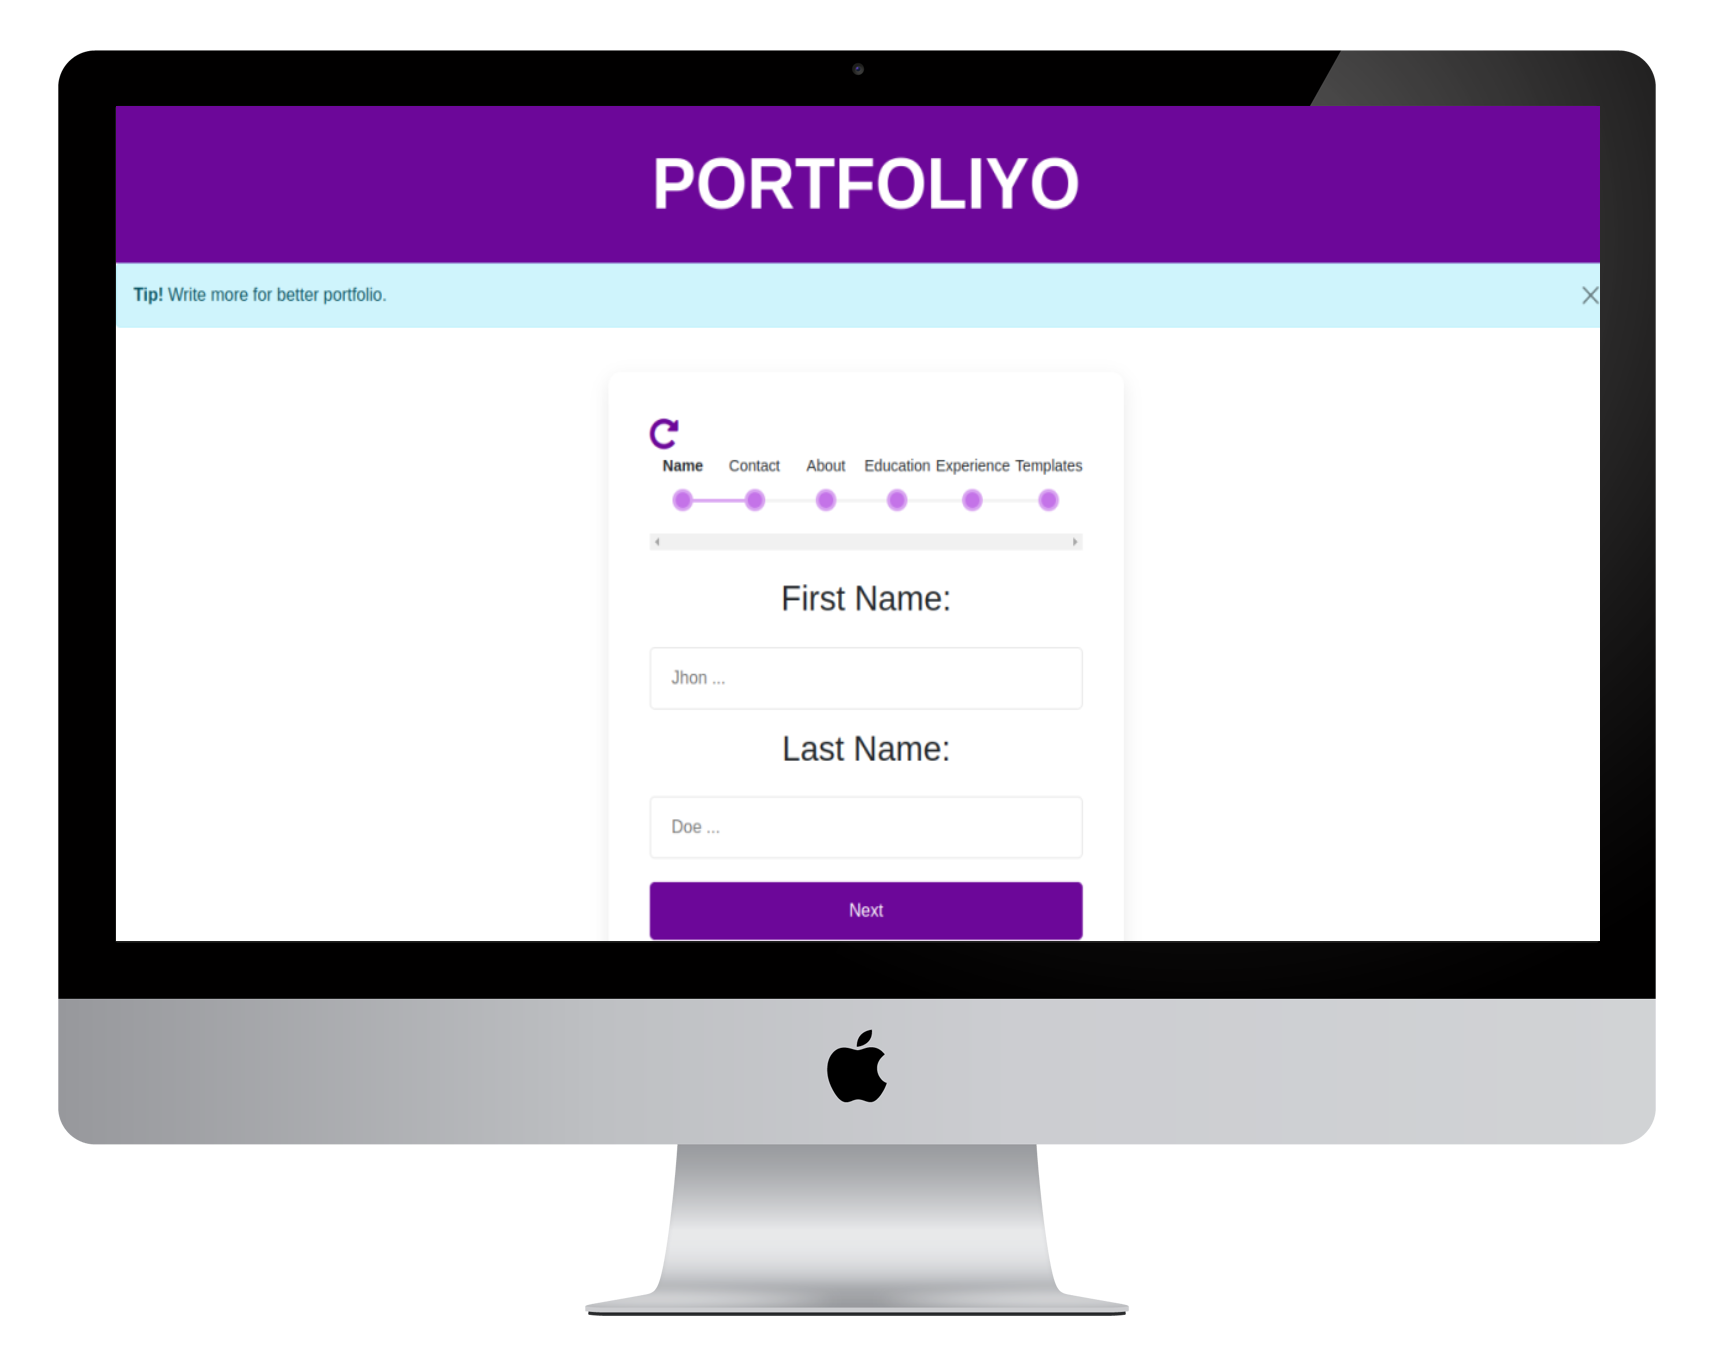 PORTFOLIYO
Tip! Write more for better portfolio.
Name Contact About Education Experience Templates
First Name:
Jhon ...
Last Name:
Doe ...
Next